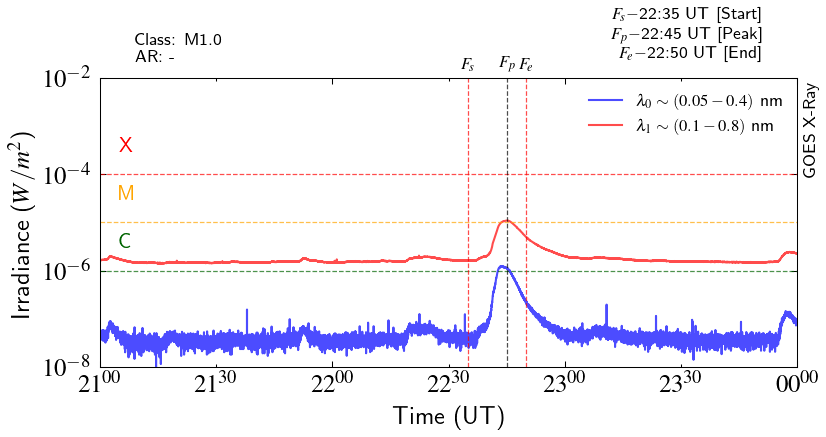 Class: M1.0
AR: -
F_s−22:35 UT [Start]
F_p−22:45 UT [Peak]
F_e−22:50 UT [End]
F_s F_p F_e
λ_0 ∼ (0.05 − 0.4) nm
λ_1 ∼ (0.1 − 0.8) nm
GOES X-Ray
X
M
C
10^{−2}
10^{−4}
10^{−6}
10^{−8}
Irradiance (W/m^2)
21^{00} 21^{30} 22^{00} 22^{30} 23^{00} 23^{30} 00^{00}
Time (UT)